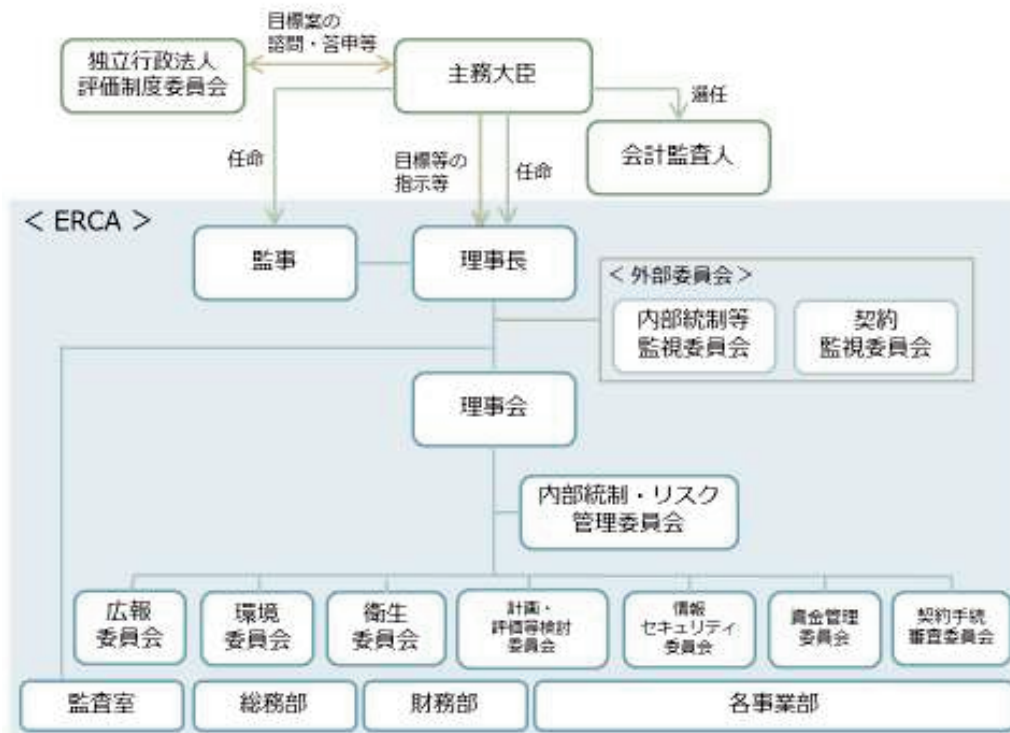 目標案の
諮問・答申等
独立行政法人
評価制度委員会
主務大臣
選任
会計監査人
任命
目標等の
指示等
任命
< ERCA >
監事
理事長
< 外部委員会 >
内部統制等
監視委員会
契約
監視委員会
理事会
内部統制・リスク
管理委員会
広報
委員会
環境
委員会
衛生
委員会
計画・
評価等検討
委員会
情報
セキュリティ
委員会
資金管理
委員会
契約手続
審査委員会
監査室
総務部
財務部
各事業部